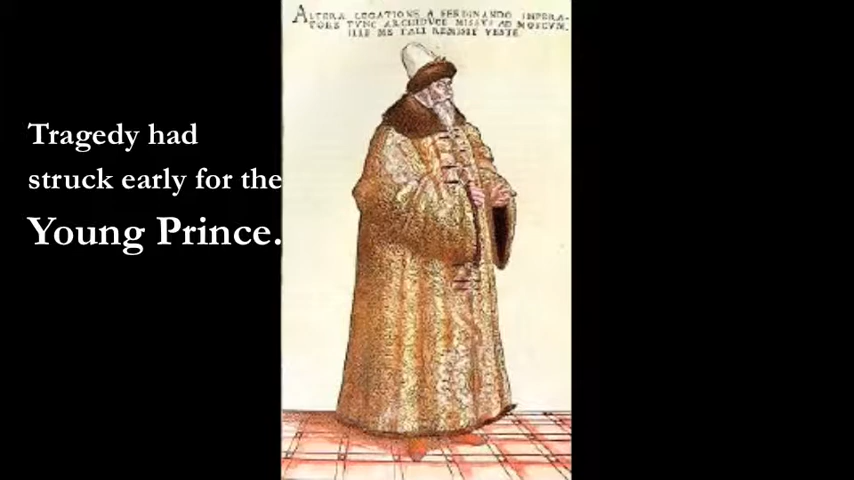 ALTERA LEGATIONE A FERDINANDO IMPERA-
TORE TVNC ARCHIDVCE MISSVS AD MOSCVM,
ILLE ME TALI REMISIT VESTE
Tragedy had
struck early for the
Young Prince.